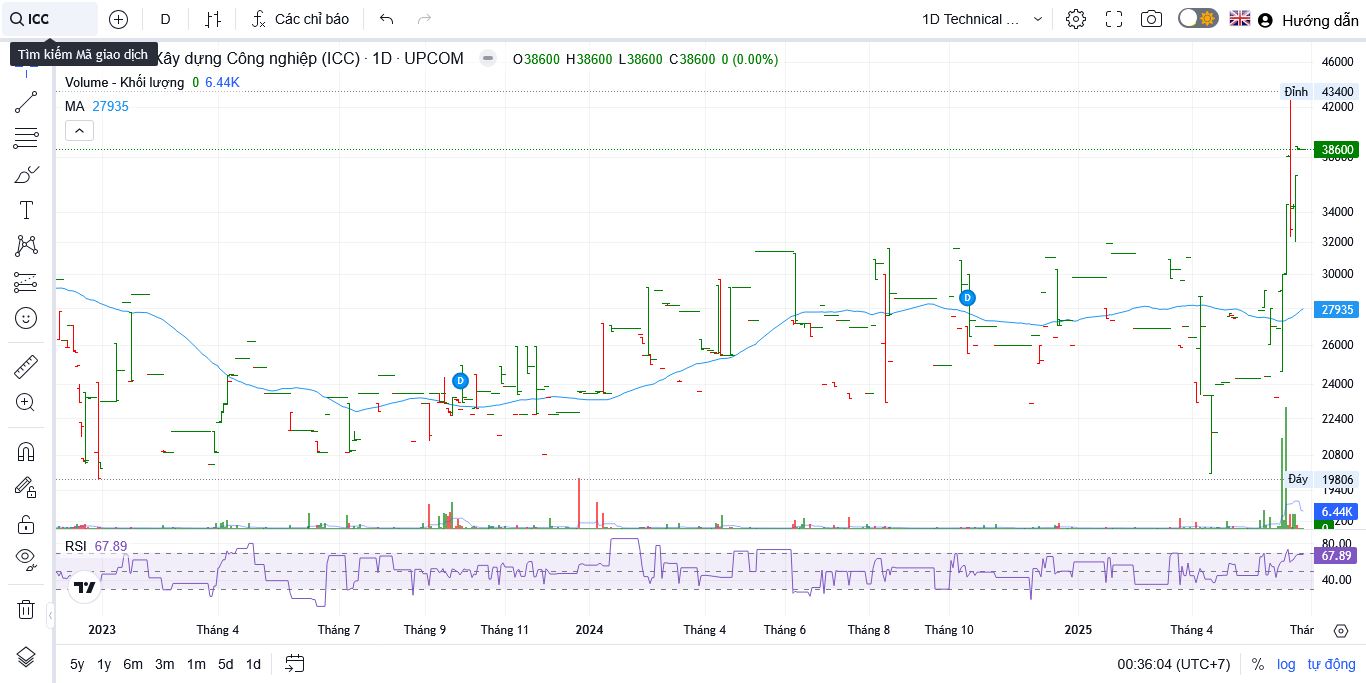 ICC
D
Các chỉ báo
1D Technical ...
Hướng dẫn
Tìm kiếm Mã giao dịch
Xây dựng Công nghiệp (ICC) · 1D · UPCOM
O38600 H38600 L38600 C38600 0 (0.00%)
Volume - Khối lượng 0 6.44K
MA 27935
46000
Đỉnh 43400
42000
38600
38000
34000
32000
30000
27935
26000
24000
22400
20800
Đáy 19806
19400
6.44K
0
D
D
RSI 67.89
80.00
67.89
40.00
2023 Tháng 4 Tháng 7 Tháng 9 Tháng 11 2024 Tháng 4 Tháng 6 Tháng 8 Tháng 10 2025 Tháng 4 Thár
5y 1y 6m 3m 1m 5d 1d
00:36:04 (UTC+7) % log tự động